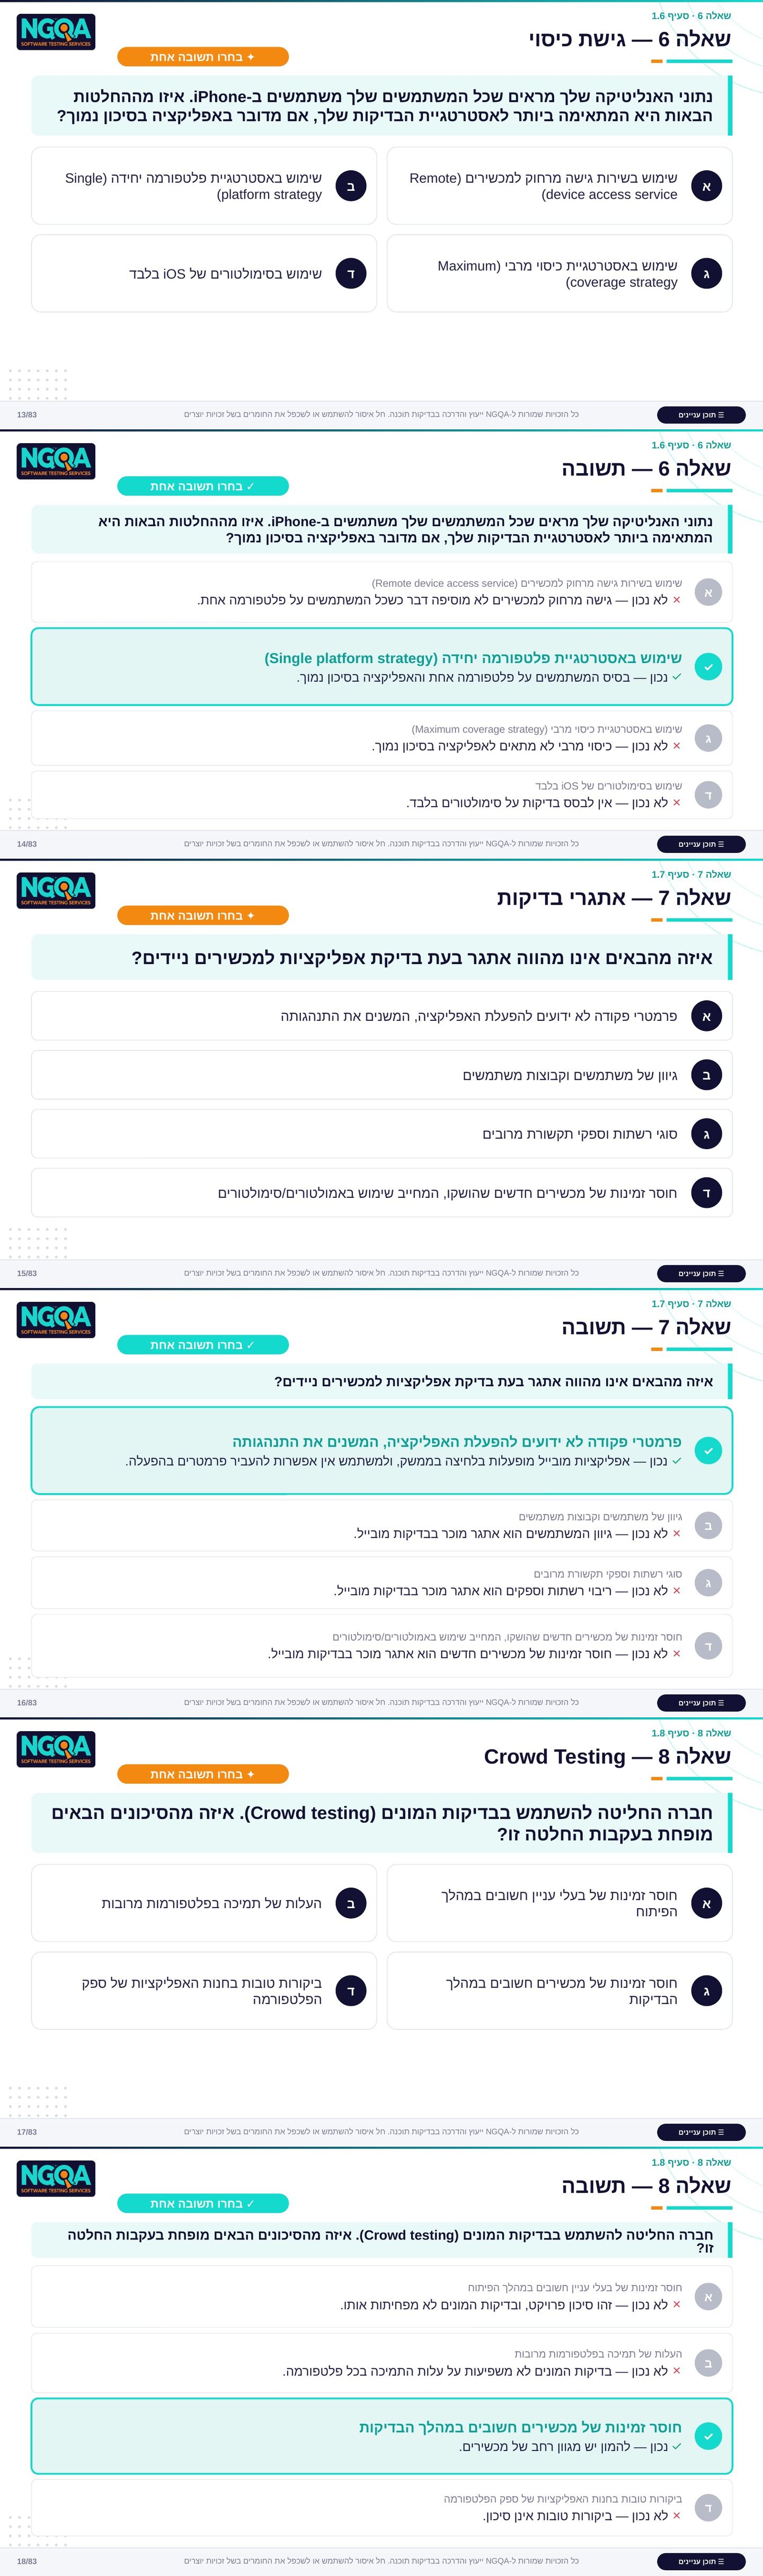 שאלה 6 · סעיף 1.6
שאלה 6 — גישת כיסוי
NGQA
SOFTWARE TESTING SERVICES
✦ בחרו תשובה אחת
נתוני האנליטיקה שלך מראים שכל המשתמשים שלך משתמשים ב-iPhone. איזו מההחלטות
הבאות היא המתאימה ביותר לאסטרטגיית הבדיקות שלך, אם מדובר באפליקציה בסיכון נמוך?
א
שימוש בשירות גישה מרחוק למכשירים (Remote
device access service)
ב
שימוש באסטרטגיית פלטפורמה יחידה (Single
platform strategy)
ג
שימוש באסטרטגיית כיסוי מרבי (Maximum
coverage strategy)
ד
שימוש בסימולטורים של iOS בלבד
☰ תוכן עניינים
כל הזכויות שמורות ל-NGQA ייעוץ והדרכה בבדיקות תוכנה. חל איסור להשתמש או לשכפל את החומרים בשל זכויות יוצרים
13/83
שאלה 6 · סעיף 1.6
שאלה 6 — תשובה
NGQA
SOFTWARE TESTING SERVICES
✓ בחרו תשובה אחת
נתוני האנליטיקה שלך מראים שכל המשתמשים שלך משתמשים ב-iPhone. איזו מההחלטות הבאות היא
המתאימה ביותר לאסטרטגיית הבדיקות שלך, אם מדובר באפליקציה בסיכון נמוך?
א
שימוש בשירות גישה מרחוק למכשירים (Remote device access service)
✕ לא נכון — גישה מרחוק למכשירים לא מוסיפה דבר כשכל המשתמשים על פלטפורמה אחת.
✓
שימוש באסטרטגיית פלטפורמה יחידה (Single platform strategy)
✓ נכון — בסיס המשתמשים על פלטפורמה אחת והאפליקציה בסיכון נמוך.
ג
שימוש באסטרטגיית כיסוי מרבי (Maximum coverage strategy)
✕ לא נכון — כיסוי מרבי לא מתאים לאפליקציה בסיכון נמוך.
ד
שימוש בסימולטורים של iOS בלבד
✕ לא נכון — אין לבסס בדיקות על סימולטורים בלבד.
☰ תוכן עניינים
כל הזכויות שמורות ל-NGQA ייעוץ והדרכה בבדיקות תוכנה. חל איסור להשתמש או לשכפל את החומרים בשל זכויות יוצרים
14/83
שאלה 7 · סעיף 1.7
שאלה 7 — אתגרי בדיקות
NGQA
SOFTWARE TESTING SERVICES
✦ בחרו תשובה אחת
איזה מהבאים אינו מהווה אתגר בעת בדיקת אפליקציות למכשירים ניידים?
א
פרמטרי פקודה לא ידועים להפעלת האפליקציה, המשנים את התנהגותה
ב
גיוון של משתמשים וקבוצות משתמשים
ג
סוגי רשתות וספקי תקשורת מרובים
ד
חוסר זמינות של מכשירים חדשים שהושקו, המחייב שימוש באמולטורים/סימולטורים
☰ תוכן עניינים
כל הזכויות שמורות ל-NGQA ייעוץ והדרכה בבדיקות תוכנה. חל איסור להשתמש או לשכפל את החומרים בשל זכויות יוצרים
15/83
שאלה 7 · סעיף 1.7
שאלה 7 — תשובה
NGQA
SOFTWARE TESTING SERVICES
✓ בחרו תשובה אחת
איזה מהבאים אינו מהווה אתגר בעת בדיקת אפליקציות למכשירים ניידים?
✓
פרמטרי פקודה לא ידועים להפעלת האפליקציה, המשנים את התנהגותה
✓ נכון — אפליקציות מובייל מופעלות בלחיצה בממשק, ולמשתמש אין אפשרות להעביר פרמטרים בהפעלה.
ב
גיוון של משתמשים וקבוצות משתמשים
✕ לא נכון — גיוון המשתמשים הוא אתגר מוכר בבדיקות מובייל.
ג
סוגי רשתות וספקי תקשורת מרובים
✕ לא נכון — ריבוי רשתות וספקים הוא אתגר מוכר בבדיקות מובייל.
ד
חוסר זמינות של מכשירים חדשים שהושקו, המחייב שימוש באמולטורים/סימולטורים
✕ לא נכון — חוסר זמינות של מכשירים חדשים הוא אתגר מוכר בבדיקות מובייל.
☰ תוכן עניינים
כל הזכויות שמורות ל-NGQA ייעוץ והדרכה בבדיקות תוכנה. חל איסור להשתמש או לשכפל את החומרים בשל זכויות יוצרים
16/83
שאלה 8 · סעיף 1.8
שאלה 8 — Crowd Testing
NGQA
SOFTWARE TESTING SERVICES
✦ בחרו תשובה אחת
חברה החליטה להשתמש בבדיקות המונים (Crowd testing). איזה מהסיכונים הבאים
מופחת בעקבות החלטה זו?
א
חוסר זמינות של בעלי עניין חשובים במהלך
הפיתוח
ב
העלות של תמיכה בפלטפורמות מרובות
ג
חוסר זמינות של מכשירים חשובים במהלך
הבדיקות
ד
ביקורות טובות בחנות האפליקציות של ספק
הפלטפורמה
☰ תוכן עניינים
כל הזכויות שמורות ל-NGQA ייעוץ והדרכה בבדיקות תוכנה. חל איסור להשתמש או לשכפל את החומרים בשל זכויות יוצרים
17/83
שאלה 8 · סעיף 1.8
שאלה 8 — תשובה
NGQA
SOFTWARE TESTING SERVICES
✓ בחרו תשובה אחת
חברה החליטה להשתמש בבדיקות המונים (Crowd testing). איזה מהסיכונים הבאים מופחת בעקבות החלטה
זו?
א
חוסר זמינות של בעלי עניין חשובים במהלך הפיתוח
✕ לא נכון — זהו סיכון פרויקט, ובדיקות המונים לא מפחיתות אותו.
ב
העלות של תמיכה בפלטפורמות מרובות
✕ לא נכון — בדיקות המונים לא משפיעות על עלות התמיכה בכל פלטפורמה.
✓
חוסר זמינות של מכשירים חשובים במהלך הבדיקות
✓ נכון — להמון יש מגוון רחב של מכשירים.
ד
ביקורות טובות בחנות האפליקציות של ספק הפלטפורמה
✕ לא נכון — ביקורות טובות אינן סיכון.
☰ תוכן עניינים
כל הזכויות שמורות ל-NGQA ייעוץ והדרכה בבדיקות תוכנה. חל איסור להשתמש או לשכפל את החומרים בשל זכויות יוצרים
18/83